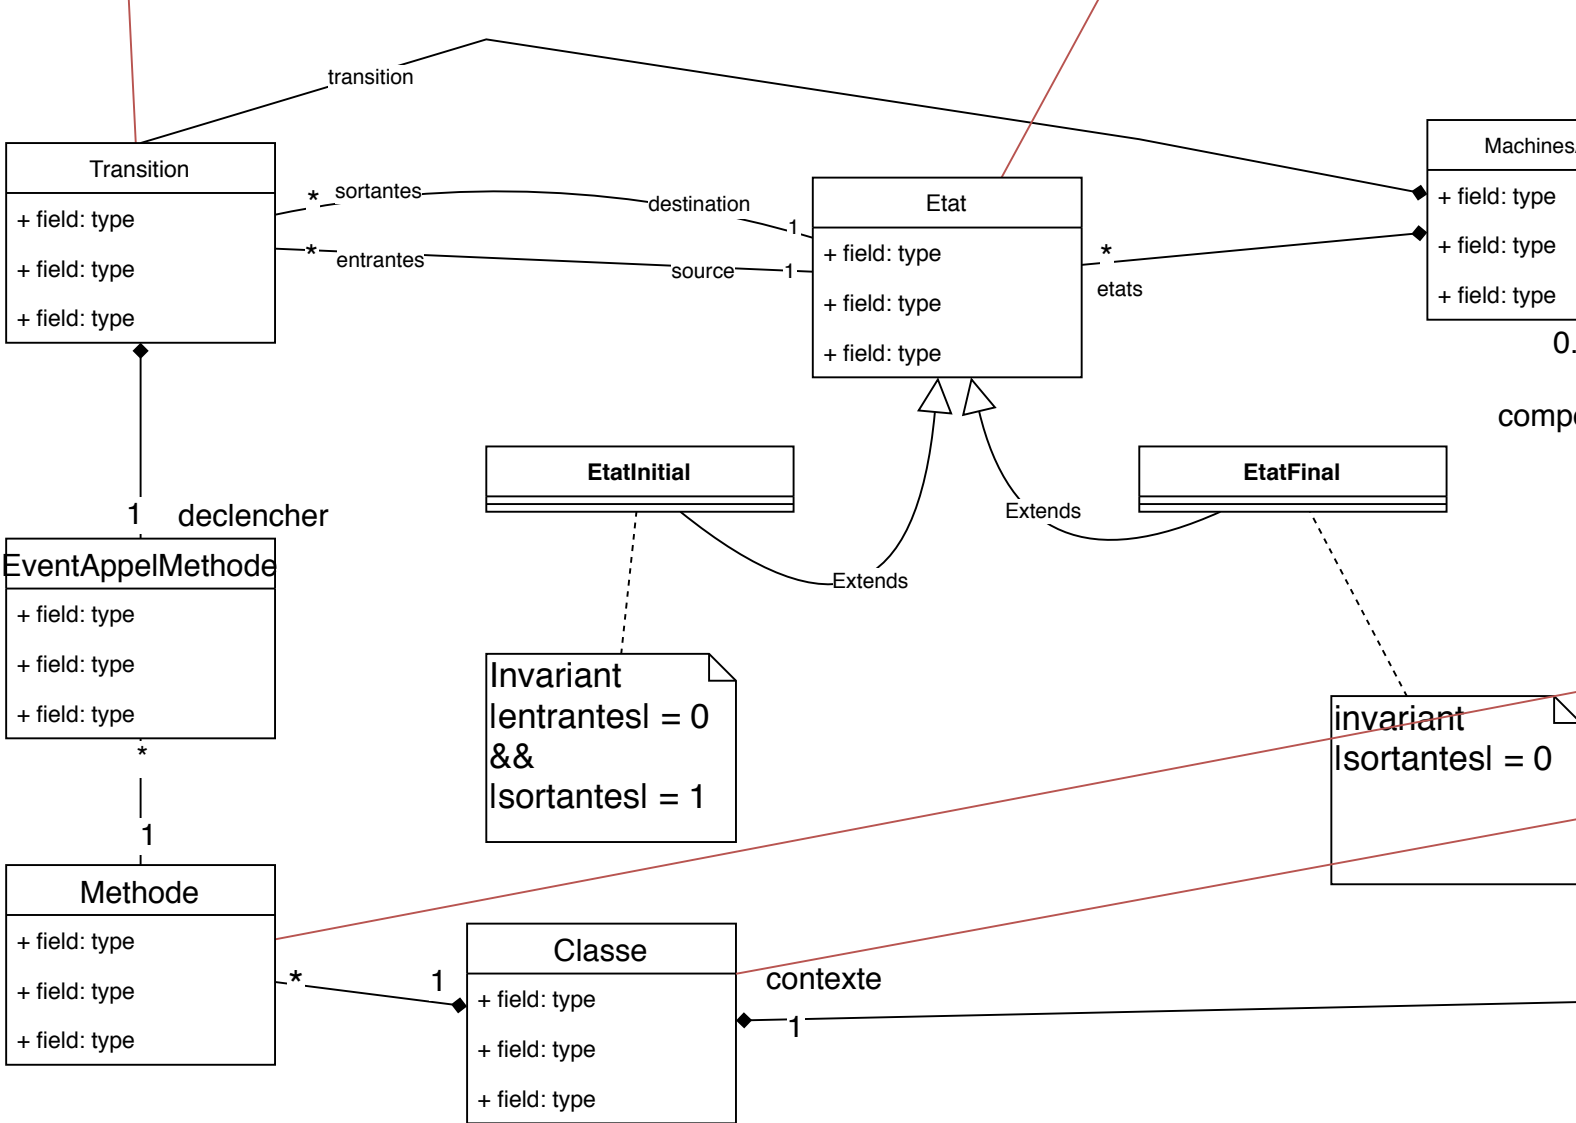 transition
Transition
+ field: type
+ field: type
+ field: type
* sortantes
destination
1
* entrantes
source
1
Etat
+ field: type
+ field: type
+ field: type
*
etats
Machines
+ field: type
+ field: type
+ field: type
0.
comp
1 declencher
EventAppelMethode
+ field: type
+ field: type
+ field: type
*
1
EtatInitial
Extends
EtatFinal
Extends
Invariant
|entrantes| = 0
&&
|sortantes| = 1
invariant
|sortantes| = 0
Methode
+ field: type
+ field: type
+ field: type
*
1
Classe
+ field: type
+ field: type
+ field: type
contexte
1